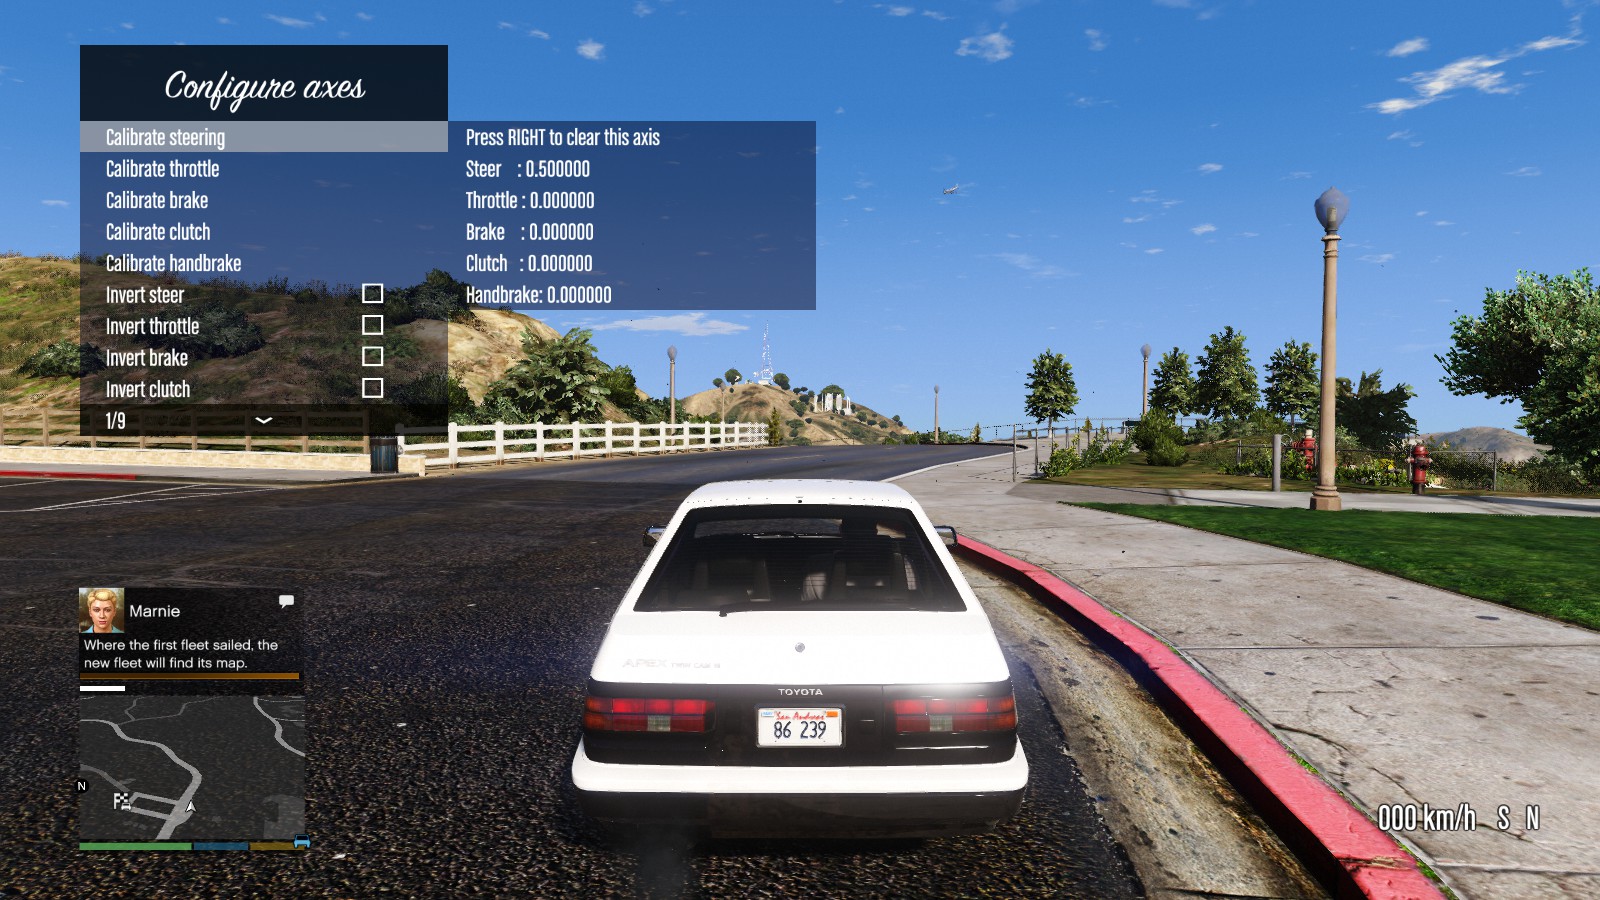 Configure axes
Calibrate steering
Calibrate throttle
Calibrate brake
Calibrate clutch
Calibrate handbrake
Invert steer
Invert throttle
Invert brake
Invert clutch
1/9
Press RIGHT to clear this axis
Steer : 0.500000
Throttle : 0.000000
Brake : 0.000000
Clutch : 0.000000
Handbrake: 0.000000
Marnie
Where the first fleet sailed, the
new fleet will find its map.
N
APEX
TOYOTA
San Andreas
86 239
000 km/h S N